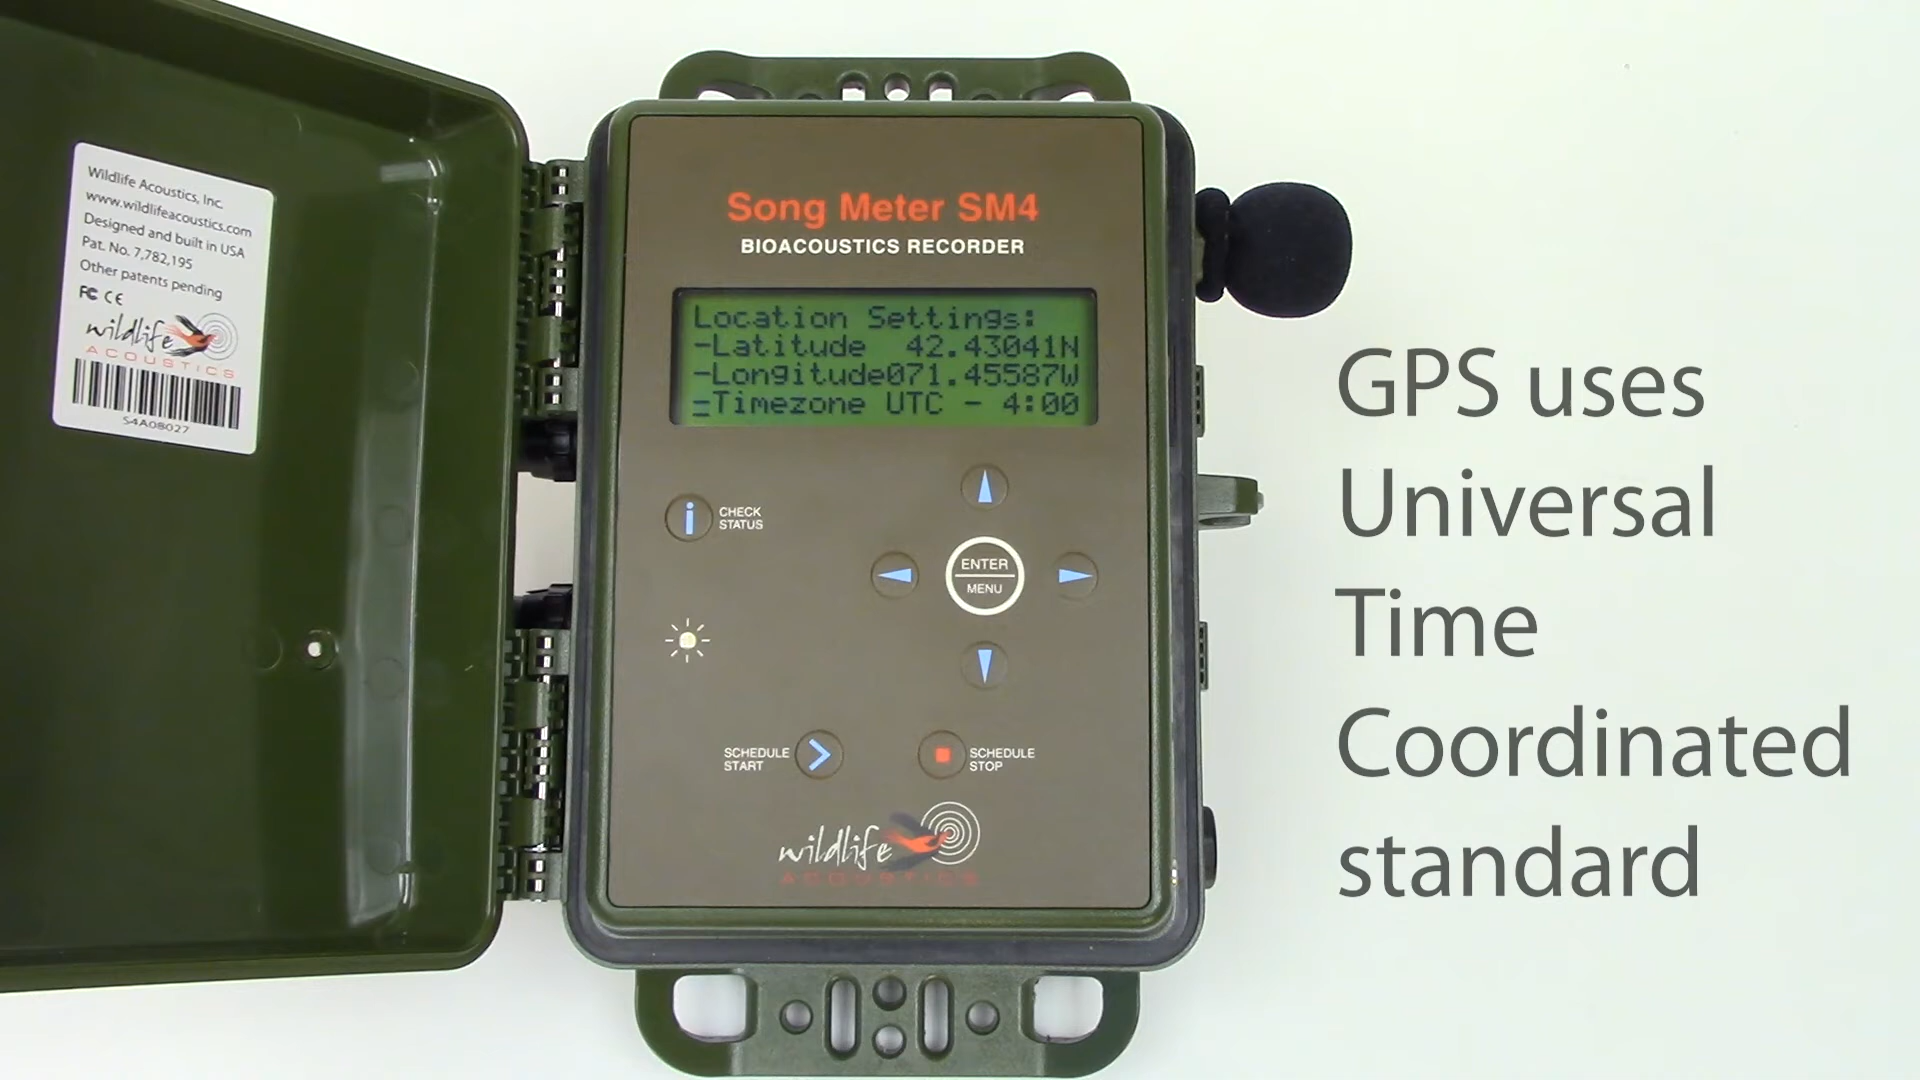 Wildlife Acoustics, Inc.
www.wildlifeacoustics.com
Designed and built in USA
Pat. No. 7,782,195
Other patents pending
FC CE
wildlife
ACOUSTICS
S4A08027
Song Meter SM4
BIOACOUSTICS RECORDER
Location Settings:
-Latitude 42.43041N
-Longitude071.45587W
-Timezone UTC - 4:00
i CHECK
STATUS
ENTER
MENU
SCHEDULE
START
SCHEDULE
STOP
wildlife
ACOUSTICS
GPS uses
Universal
Time
Coordinated
standard